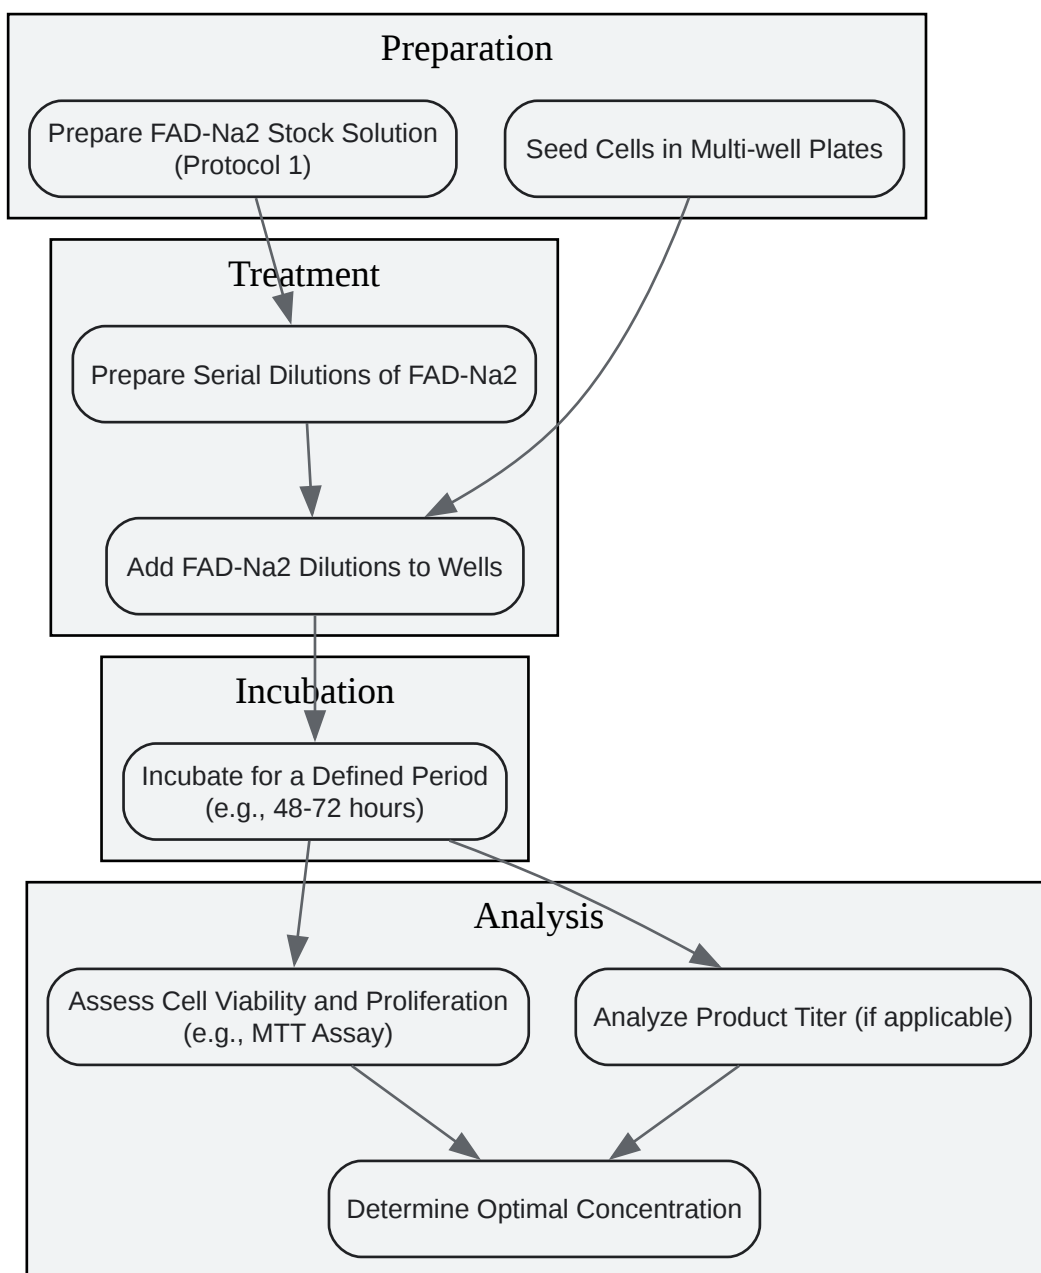 Preparation
Prepare FAD-Na2 Stock Solution
(Protocol 1)
Seed Cells in Multi-well Plates
Treatment
Prepare Serial Dilutions of FAD-Na2
Add FAD-Na2 Dilutions to Wells
Incubation
Incubate for a Defined Period
(e.g., 48-72 hours)
Analysis
Assess Cell Viability and Proliferation
(e.g., MTT Assay)
Analyze Product Titer (if applicable)
Determine Optimal Concentration